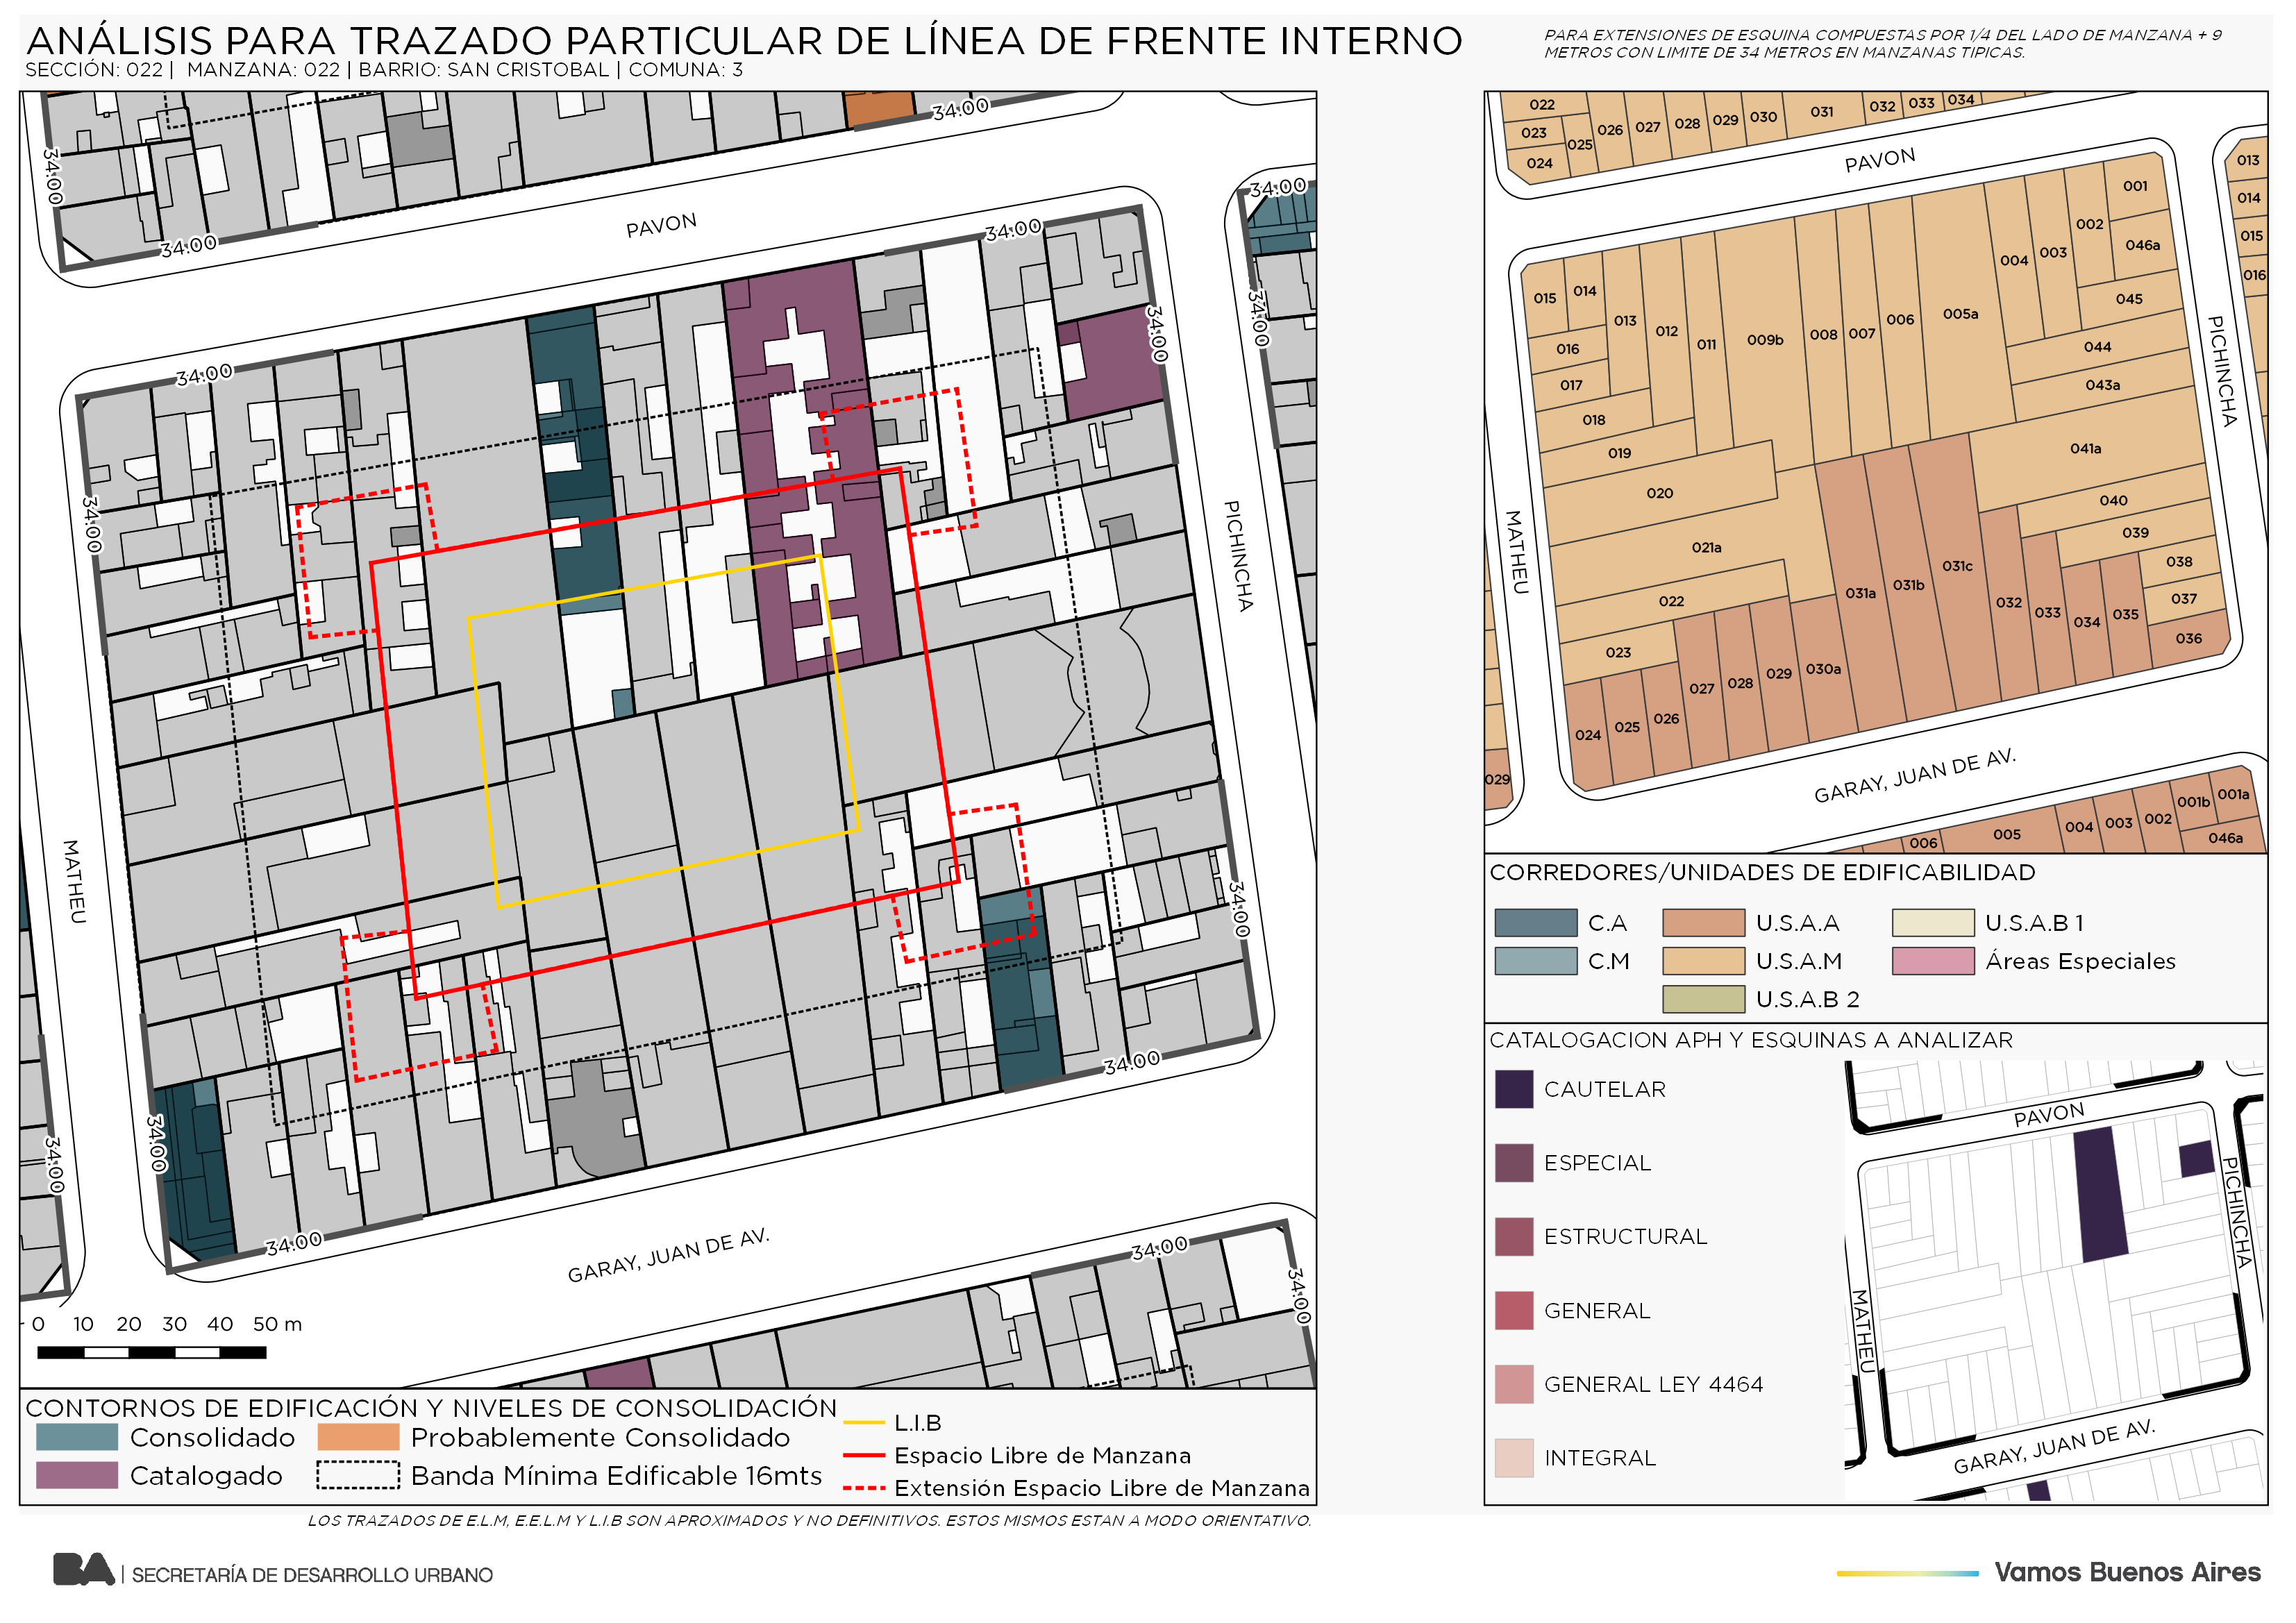 ANÁLISIS PARA TRAZADO PARTICULAR DE LÍNEA DE FRENTE INTERNO
SECCIÓN: 022 | MANZANA: 022 | BARRIO: SAN CRISTOBAL | COMUNA: 3
PARA EXTENSIONES DE ESQUINA COMPUESTAS POR 1/4 DEL LADO DE MANZANA + 9
METROS CON LIMITE DE 34 METROS EN MANZANAS TIPICAS.
34.00
34.00
34.00
34.00
34.00
PAVON
34.00
34.00
34.00
34.00
34.00
PICHINCHA
MATHEU
34.00
34.00
34.00
34.00
34.00
34.00
34.00
GARAY, JUAN DE AV.
0 10 20 30 40 50 m
CONTORNOS DE EDIFICACIÓN Y NIVELES DE CONSOLIDACIÓN
Consolidado
Probablemente Consolidado
Catalogado
Banda Mínima Edificable 16mts
L.I.B
Espacio Libre de Manzana
Extensión Espacio Libre de Manzana
LOS TRAZADOS DE E.L.M, E.E.L.M Y L.I.B SON APROXIMADOS Y NO DEFINITIVOS. ESTOS MISMOS ESTAN A MODO ORIENTATIVO.
022
023
024
025
026
027
028
029
030
031
032
033
034
PAVON
013
014
015
016
001
002
046a
003
004
045
005a
006
007
008
009b
011
012
013
014
015
016
017
018
019
020
021a
022
023
044
043a
041a
040
039
038
037
036
035
034
033
032
031c
031b
031a
030a
029
028
027
026
025
024
PICHINCHA
MATHEU
029
GARAY, JUAN DE AV.
006
005
004
003
002
001b
001a
046a
CORREDORES/UNIDADES DE EDIFICABILIDAD
C.A
U.S.A.A
U.S.A.B 1
C.M
U.S.A.M
Áreas Especiales
U.S.A.B 2
CATALOGACION APH Y ESQUINAS A ANALIZAR
CAUTELAR
ESPECIAL
ESTRUCTURAL
GENERAL
GENERAL LEY 4464
INTEGRAL
PAVON
PICHINCHA
MATHEU
GARAY, JUAN DE AV.
BA | SECRETARÍA DE DESARROLLO URBANO
Vamos Buenos Aires